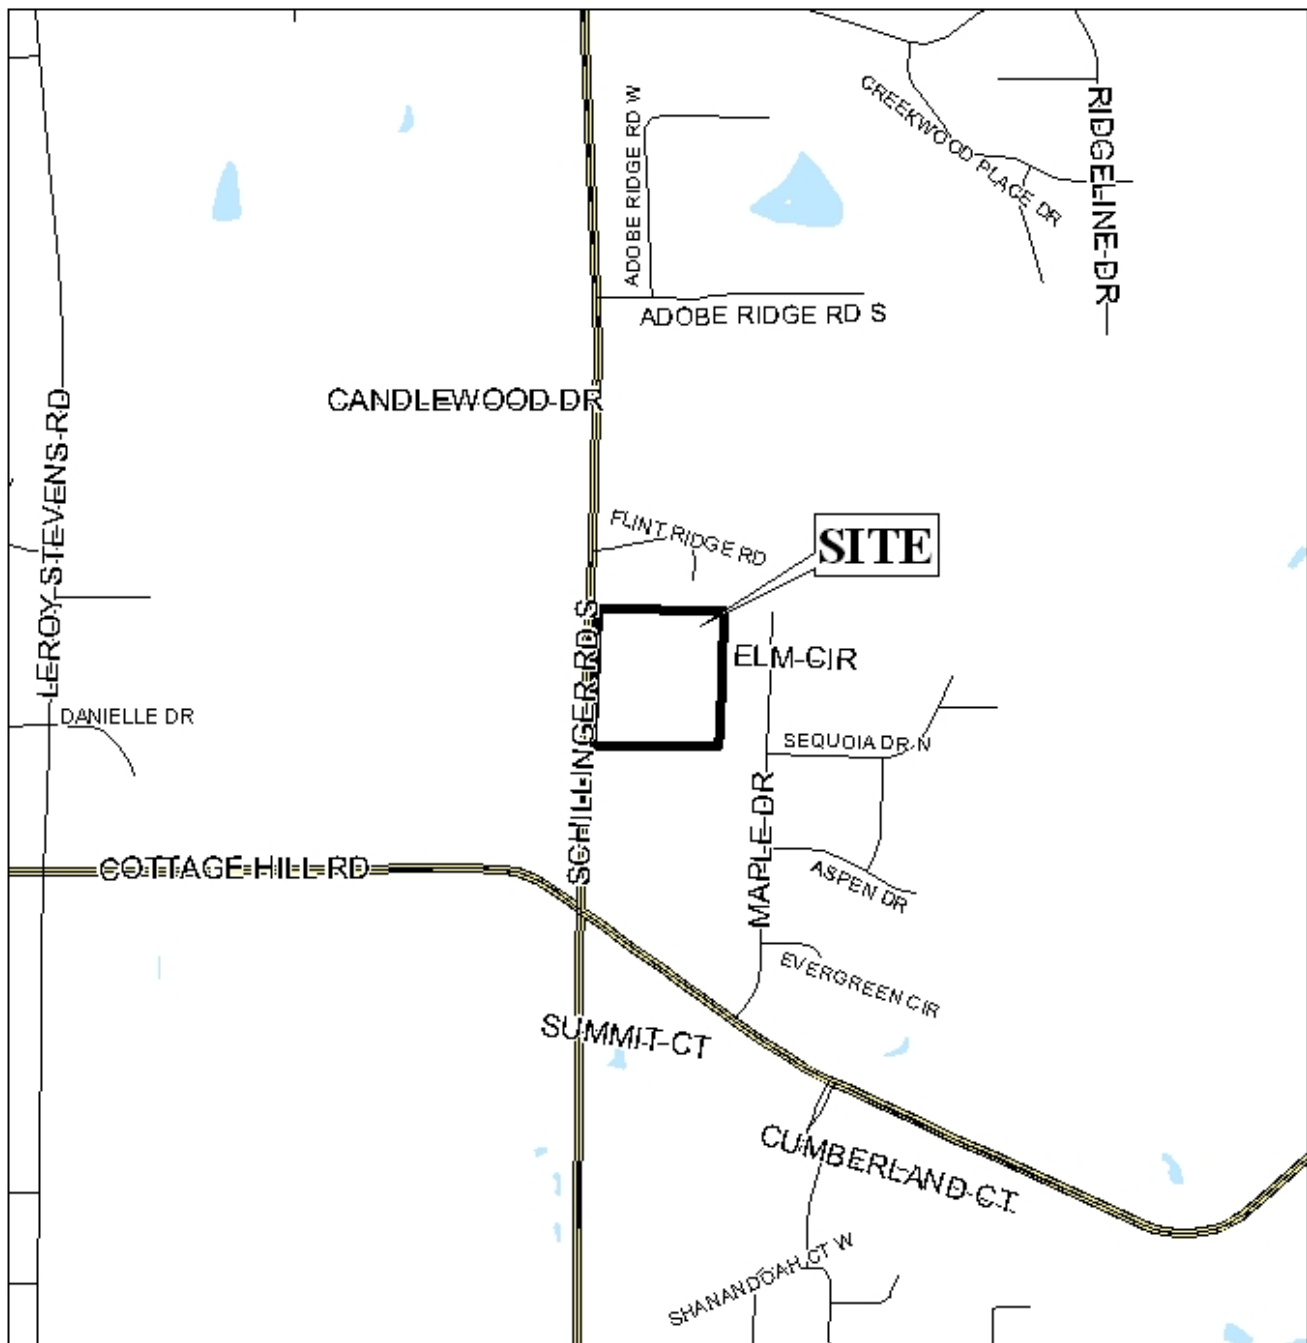 CREEKWOOD PLACE DR
RIDGELINE DR
ADOBE RIDGE RD W
ADOBE RIDGE RD S
CANDLEWOOD DR
LEROY STEVENS RD
FLINT RIDGE RD
SITE
SCHILLINGER RD S
ELM CIR
DANIELLE DR
SEQUOIA DR N
MAPLE DR
COTTAGE HILL RD
ASPEN DR
EVERGREEN CIR
SUMMIT CT
CUMBERLAND CT
SHANANDOAH CT W